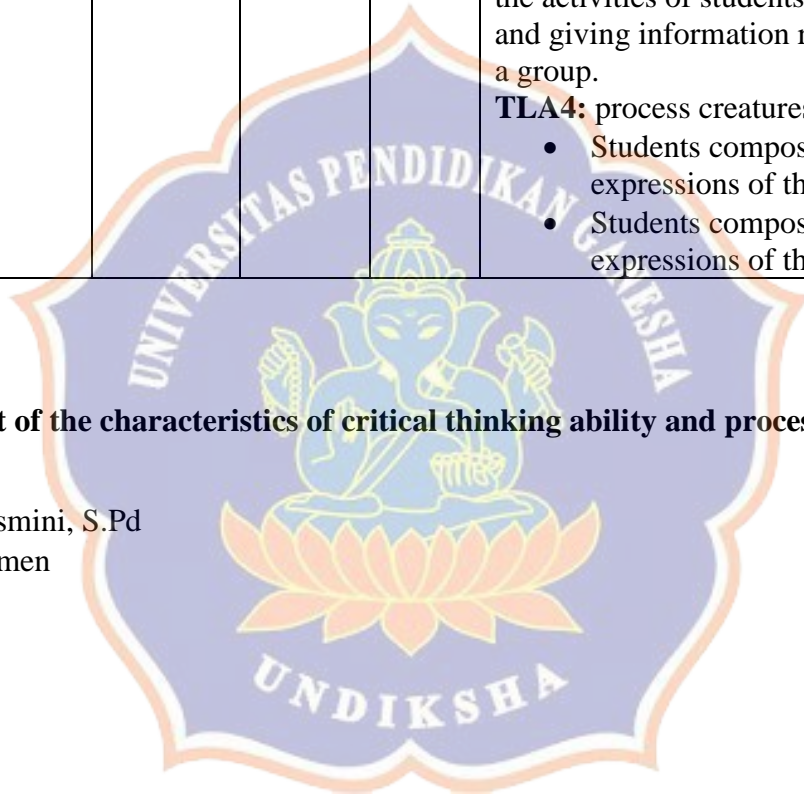 the activities of students
and giving information
a group.
TLA4: process creatures
• Students compos
expressions of th
• Students compos
expressions of th
UNIVERSITAS PENDIDIKAN GANESHA
t of the characteristics of critical thinking ability and proces
smini, S.Pd
men
UNDIKSHA